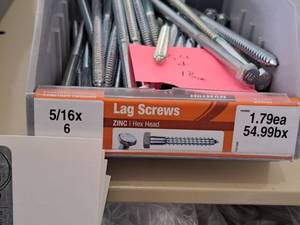 5/16x
6
Lag Screws
ZINC | Hex Head
1.79ea
54.99bx